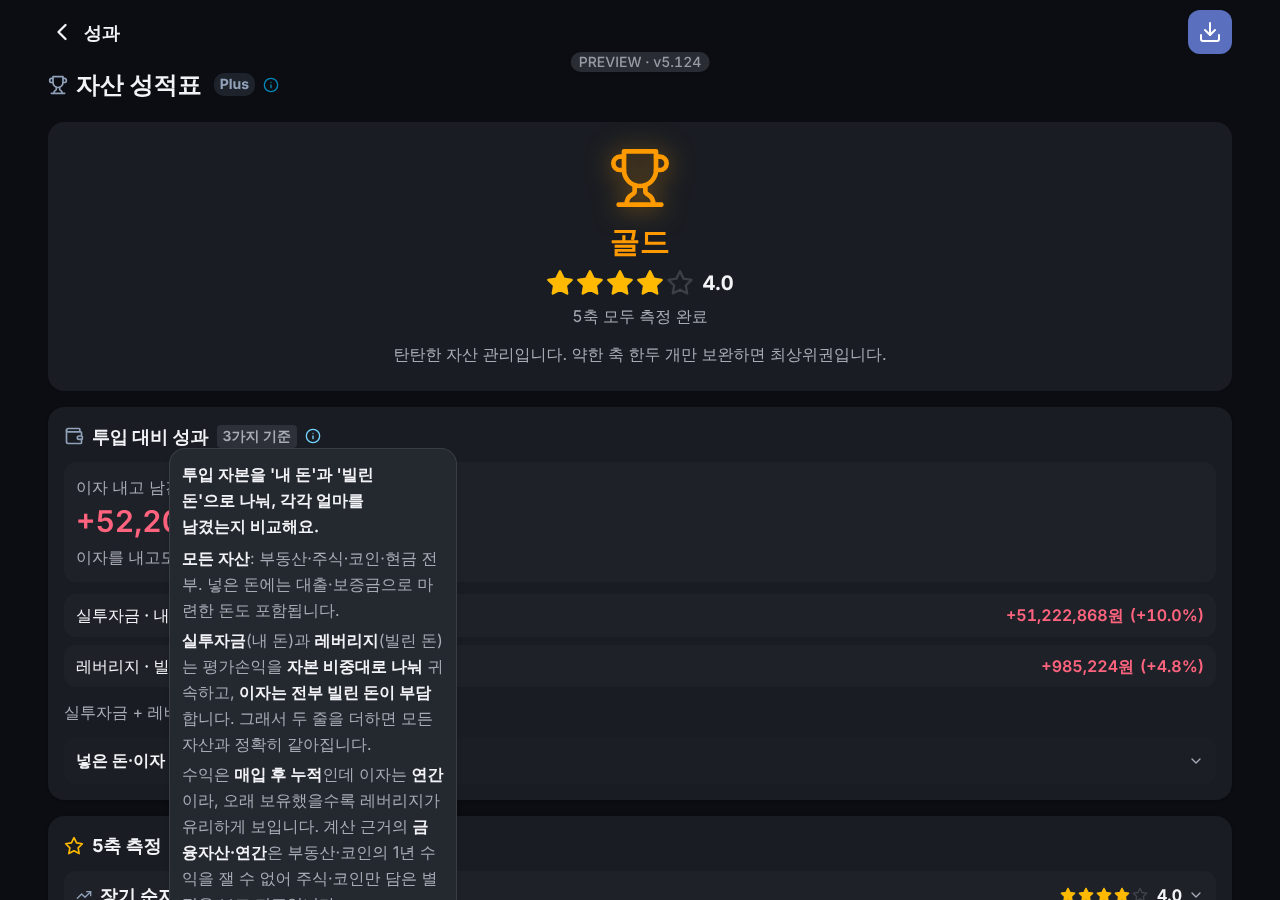 성과
PREVIEW · v5.124
자산 성적표 Plus
골드
4.0
5축 모두 측정 완료
탄탄한 자산 관리입니다. 약한 축 한두 개만 보완하면 최상위권입니다.
투입 대비 성과 3가지 기준
이자 내고
+52,20
이자를
실투자금 · 내
+51,222,868원 (+10.0%)
레버리지 ·
+985,224원 (+4.8%)
실투자금 +
넣은 돈·이자
투입 자본을 '내 돈'과 '빌린
돈'으로 나눠, 각각 얼마를
남겼는지 비교해요.
모든 자산: 부동산·주식·코인·현금 전
부. 넣은 돈에는 대출·보증금으로 마
련한 돈도 포함됩니다.
실투자금(내 돈)과 레버리지(빌린 돈)
는 평가손익을 자본 비중대로 나눠 귀
속하고, 이자는 전부 빌린 돈이 부담
합니다. 그래서 두 줄을 더하면 모든
자산과 정확히 같아집니다.
수익은 매입 후 누적인데 이자는 연간
이라, 오래 보유했을수록 레버리지가
유리하게 보입니다. 계산 근거의 금
융자산·연간은 부동산·코인의 1년 수
익을 잴 수 없어 주식·코인만 담은 별
5축 측정
장기
4.0